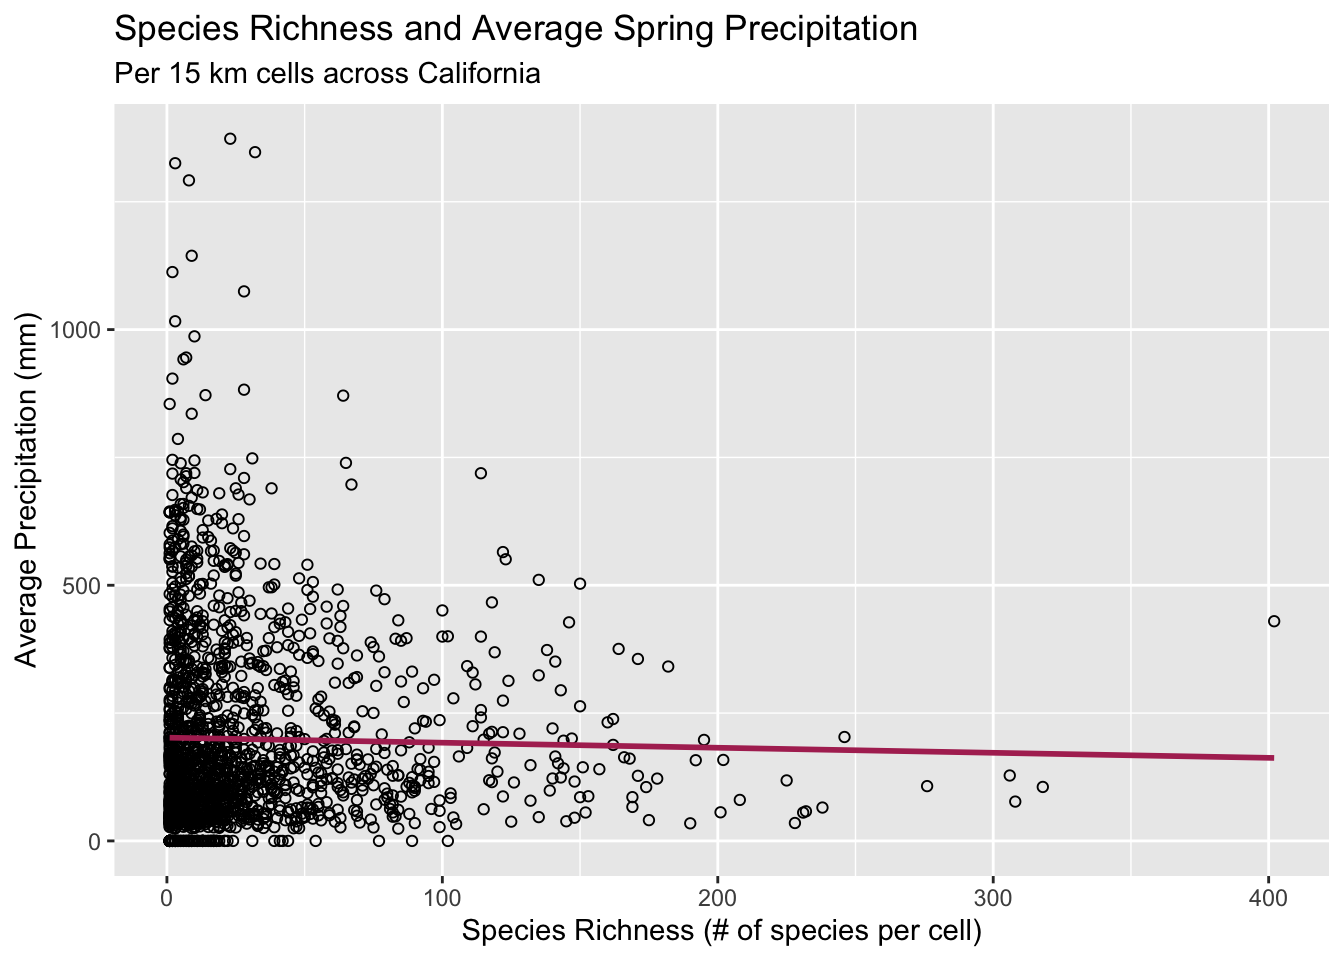 Species Richness and Average Spring Precipitation
Per 15 km cells across California
Average Precipitation (mm)
1000
500
0
0 100 200 300 400
Species Richness (# of species per cell)